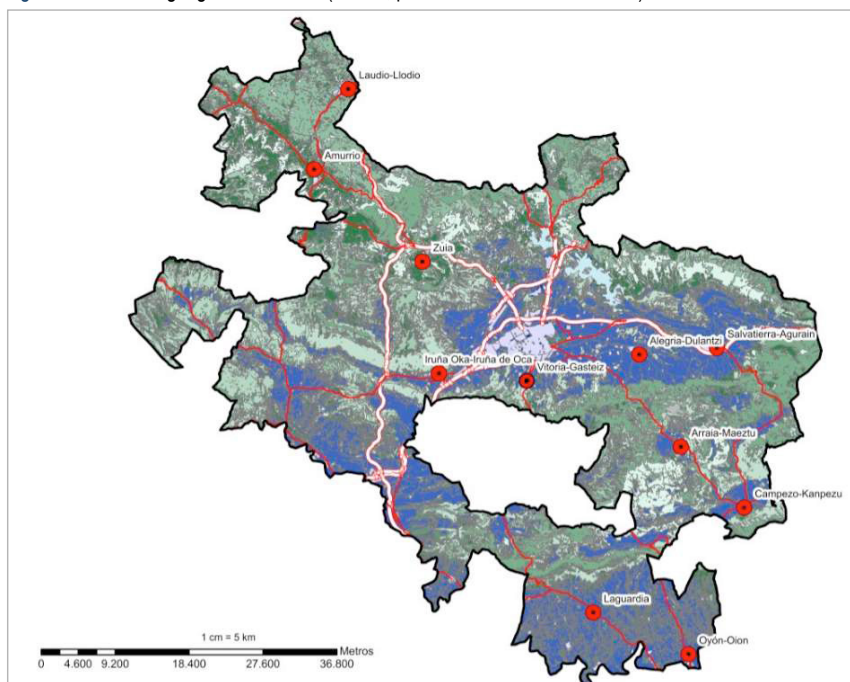 Laudio-Llodio
Amurrio
Zuia
Salvatierra-Agurain
Alegria-Dulantzi
Iruña Oka-Iruña de Oca
Vitoria-Gasteiz
Arraia-Maeztu
Campezo-Kanpezu
Laguardia
Oyón-Oion
1 cm = 5 km
Metros
0 4.600 9.200 18.400 27.600 36.800